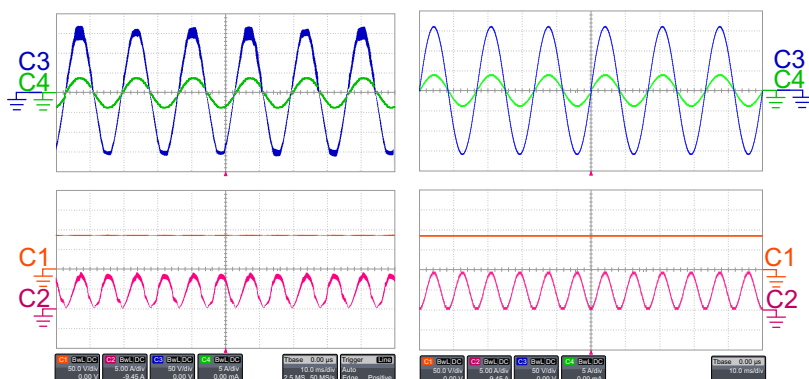 C3
C4
C3
C4
C1
C2
C1
C2
C1 BwL DC C2 BwL DC C3 BwL DC C4 BwL DC Tbase 0.00 µs Trigger Line
50.0 V/div 5.00 A/div 50 V/div 5 A/div 10.0 ms/div Auto
0.00 V -9.45 A 0.00 V 0.00 mA 2.5 MS 50 MS/s Edge Positive
C1 BwL DC C2 BwL DC C3 BwL DC C4 BwL DC Tbase 0.00 µs
50.0 V/div 5.00 A/div 50 V/div 5 A/div 10.0 ms/div
0.00 V -9.45 A 0.00 V 0.00 mA